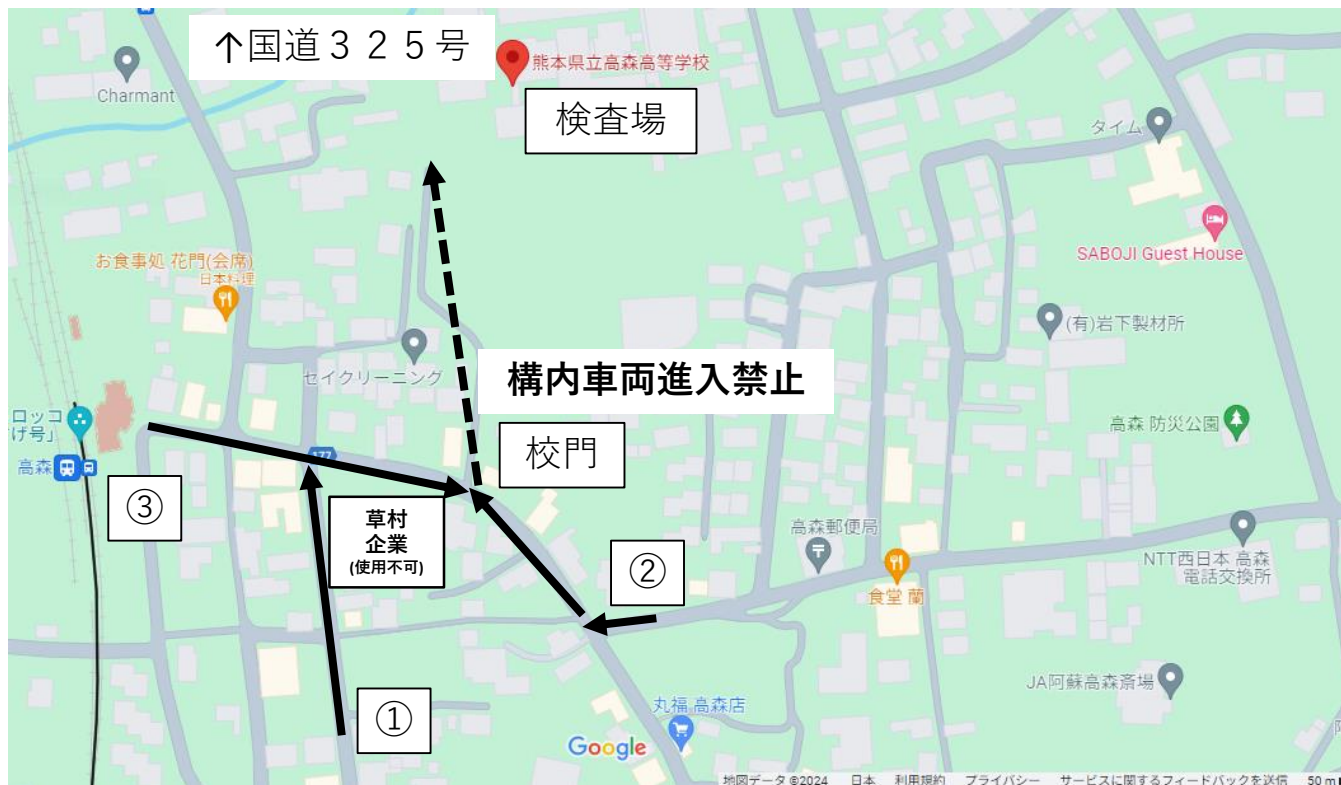 ↑国道３２５号
熊本県立高森高等学校
Charmant
検査場
タイム
SABOJI Guest House
お食事処 花門(会席)
日本料理
(有)岩下製材所
セイクリーニング
構内車両進入禁止
ロッコ
げ号」
高森 防災公園
校門
177
高森
③
草村
企業
(使用不可)
高森郵便局
②
NTT西日本 高森
電話交換所
食堂 蘭
JA阿蘇高森斎場
丸福 高森店
①
Google
地図データ ©2024 日本 利用規約 プライバシー サービスに関するフィードバックを送信 50 m